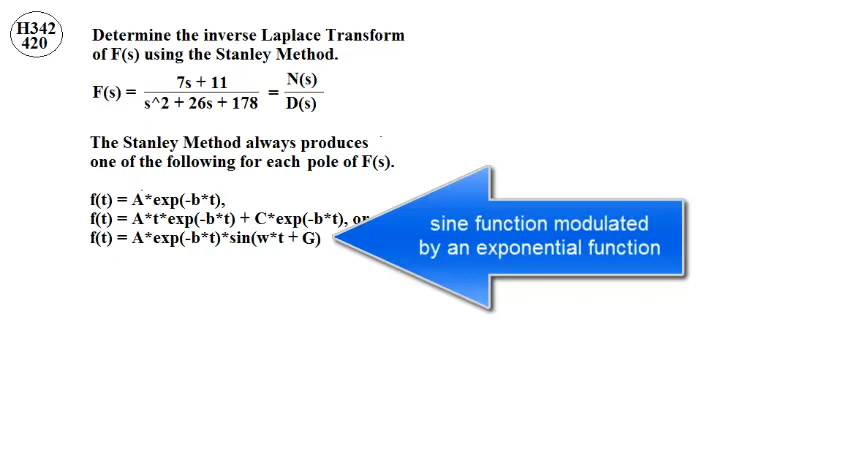 H342
420
Determine the inverse Laplace Transform
of F(s) using the Stanley Method.
7s + 11
N(s)
F(s) =
=
s^2 + 26s + 178
D(s)
The Stanley Method always produces
one of the following for each pole of F(s).
f(t) = A*exp(-b*t),
f(t) = A*t*exp(-b*t) + C*exp(-b*t), or
f(t) = A*exp(-b*t)*sin(w*t + G)
sine function modulated
by an exponential function